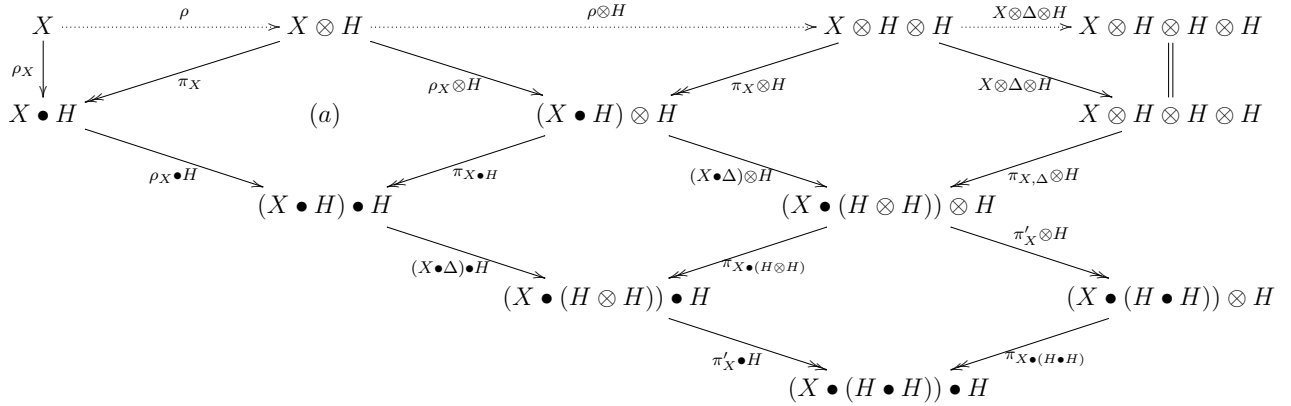 ρ ρ⊗H X⊗Δ⊗H
X X ⊗ H X ⊗ H ⊗ H X ⊗ H ⊗ H ⊗ H
ρ_X π_X ρ_X⊗H π_X⊗H X⊗Δ⊗H
X • H (a) (X • H) ⊗ H X ⊗ H ⊗ H ⊗ H
ρ_X•H π_{X•H} (X•Δ)⊗H π_{X,Δ}⊗H
(X • H) • H (X • (H ⊗ H)) ⊗ H
(X•Δ)•H π_{X•(H⊗H)} π'_X⊗H
(X • (H ⊗ H)) • H (X • (H • H)) ⊗ H
π'_X•H π_{X•(H•H)}
(X • (H • H)) • H